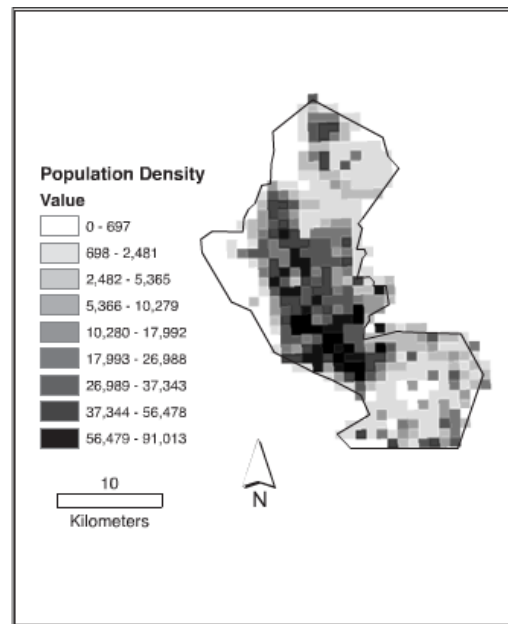 Population Density
Value
0 - 697
698 - 2,481
2,482 - 5,365
5,366 - 10,279
10,280 - 17,992
17,993 - 26,988
26,989 - 37,343
37,344 - 56,478
56,479 - 91,013
10
Kilometers
N